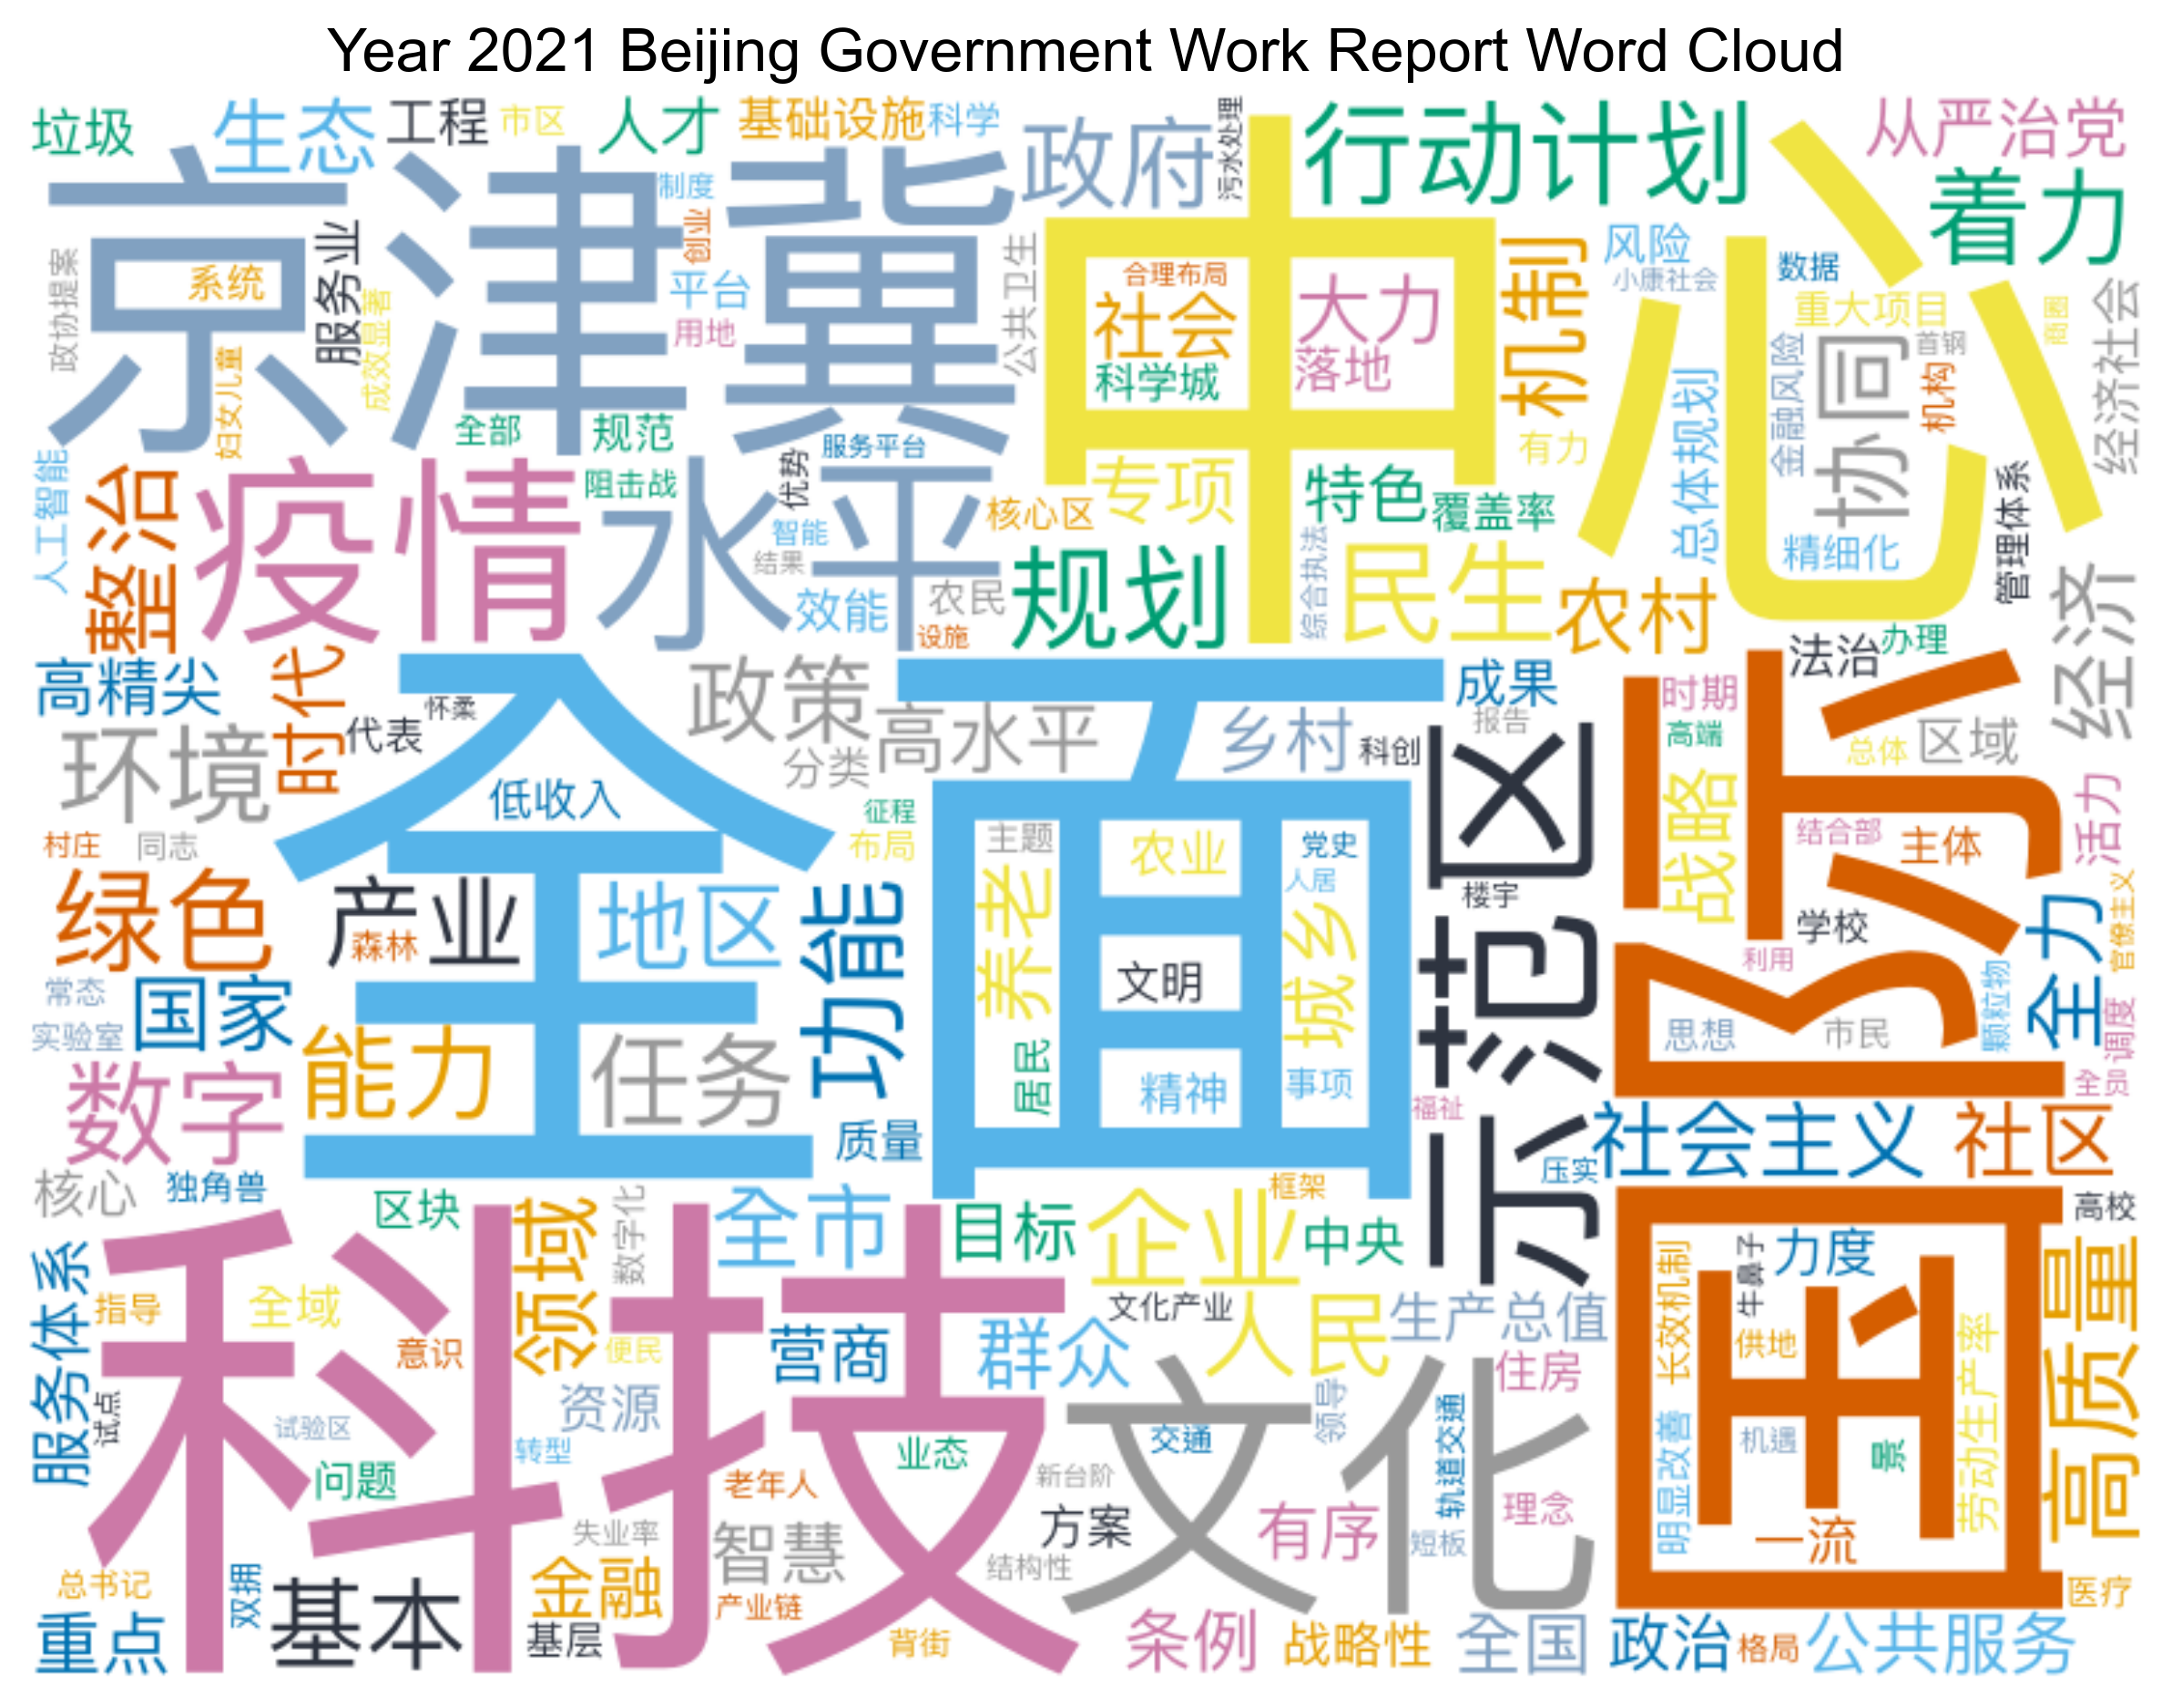 Year 2021 Beijing Government Work Report Word Cloud
垃圾
生态
工程
市区
人才
基础设施
科学
政府
污水处理
行动计划
从严治党
京津冀
中心
着力
制度
创业
服务业
系统
政协提案
成效显著
妇女儿童
平台
用地
公共卫生
合理布局
社会
大力
科学城
落地
机制
风险
小康社会
数据
重大项目
首钢
商圈
经济社会
金融风险
协同
机构
总体规划
有力
全部
规范
服务平台
人工智能
整治
疫情
阻击战
水平
优势
智能
结果
核心区
专项
特色
覆盖率
综合执法
精细化
管理体系
效能
农民
设施
规划
民生
农村
经济
高精尖
时代
怀柔
代表
全面
政策
高水平
分类
乡村
成果
报告
科创
示范区
时期
高端
法治
办理
总体
区域
战略
国际
环境
低收入
征程
布局
村庄
同志
主题
农业
党史
人居
楼宇
结合部
主体
活力
绿色
产业
森林
地区
功能
养老
文明
城乡
学校
利用
全力
官僚主义
常态
国家
实验室
思想
市民
颗粒物
调度
全员
数字
能力
任务
居民
精神
事项
福祉
质量
压实
社会主义
社区
核心
独角兽
区块
领域
数字化
全市
目标
企业
框架
中央
高校
服务体系
科技
指导
全域
意识
便民
营商
群众
文化产业
人民
生产总值
长效机制
牛鼻子
力度
供地
高质量
试点
试验区
问题
转型
资源
业态
老年人
新台阶
文化
交通
领导
轨道交通
住房
理念
明显改善
机遇
景
劳动生产率
失业率
智慧
方案
结构性
有序
短板
一流
总书记
双拥
基本
金融
产业链
医疗
重点
基层
背街
条例
战略性
全国
政治
格局
公共服务